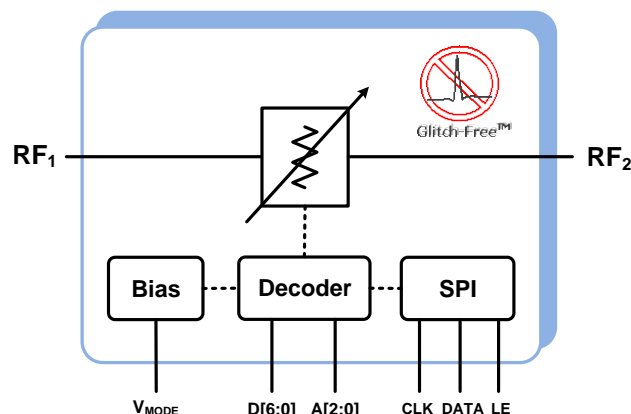 Glitch-Free™
RF₁
RF₂
Bias
Decoder
SPI
VMODE
D[6:0]
A[2:0]
CLK
DATA
LE